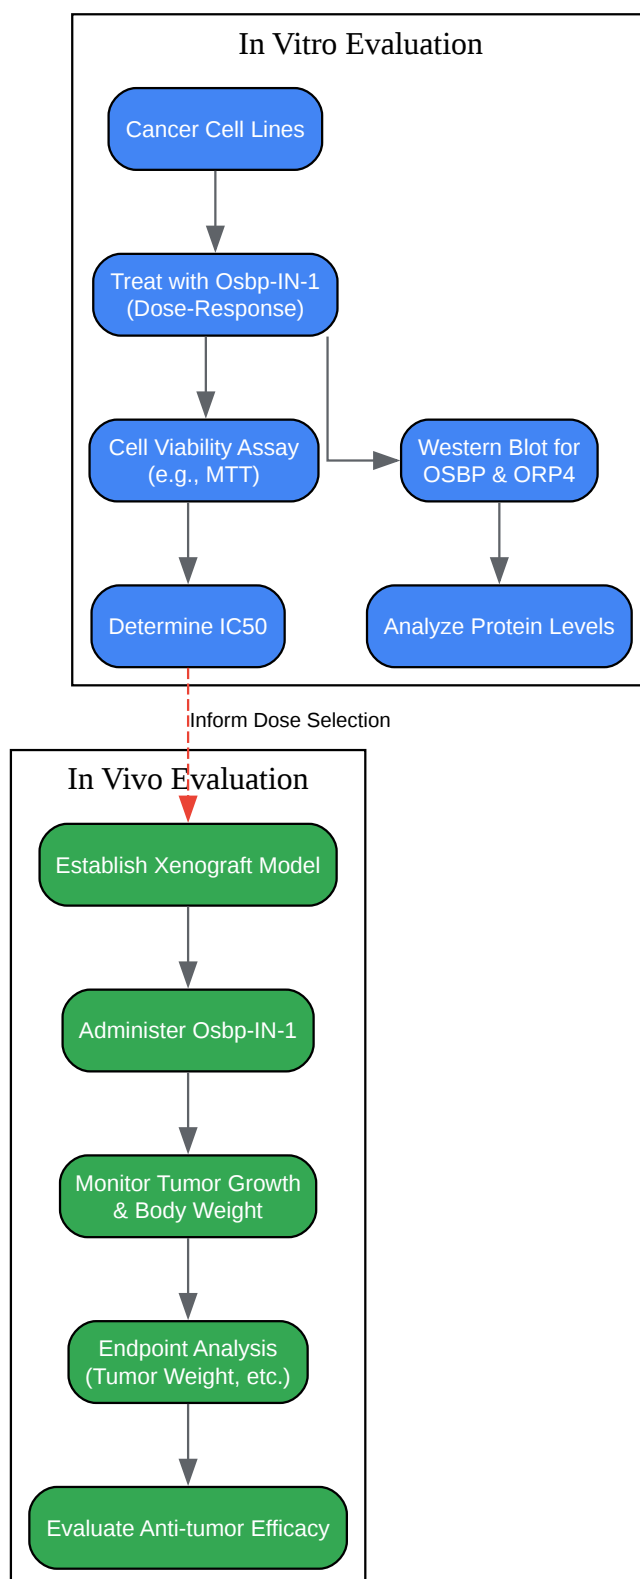 In Vitro Evaluation
Cancer Cell Lines
Treat with Osbp-IN-1
(Dose-Response)
Cell Viability Assay
(e.g., MTT)
Western Blot for
OSBP & ORP4
Determine IC50
Analyze Protein Levels
Inform Dose Selection
In Vivo Evaluation
Establish Xenograft Model
Administer Osbp-IN-1
Monitor Tumor Growth
& Body Weight
Endpoint Analysis
(Tumor Weight, etc.)
Evaluate Anti-tumor Efficacy